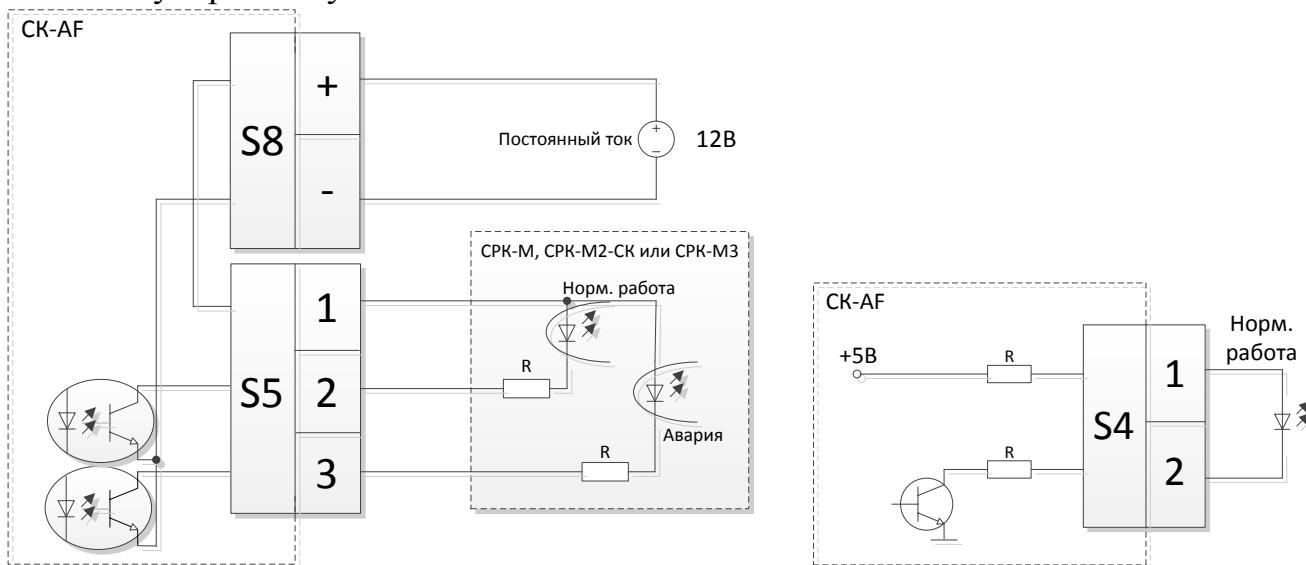 СК-AF
S8
+
-
Постоянный ток
12В
S5
1
2
3
СРК-М, СРК-М2-СК или СРК-М3
Норм. работа
R
Авария
R
СК-AF
+5В
R
R
S4
1
2
Норм.
работа